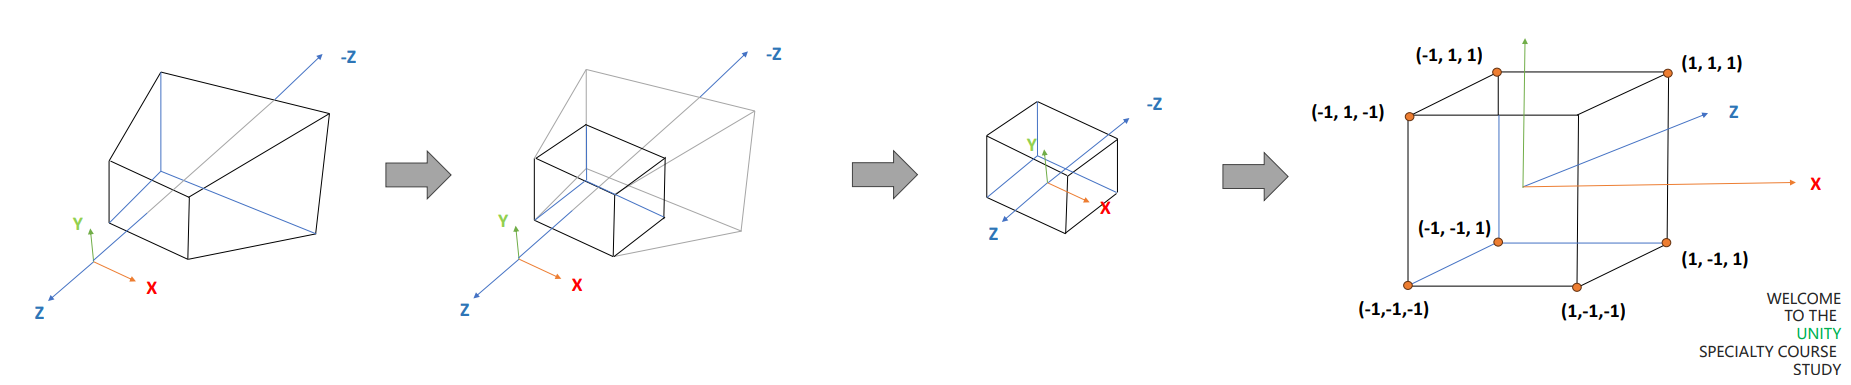 -Z
Y
X
Z
-Z
Y
X
Z
-Z
Y
X
Z
(-1, 1, 1)
(1, 1, 1)
(-1, 1, -1)
Z
X
(-1, -1, 1)
(1, -1, 1)
(-1,-1,-1)
(1,-1,-1)
WELCOME
TO THE
UNITY
SPECIALTY COURSE
STUDY